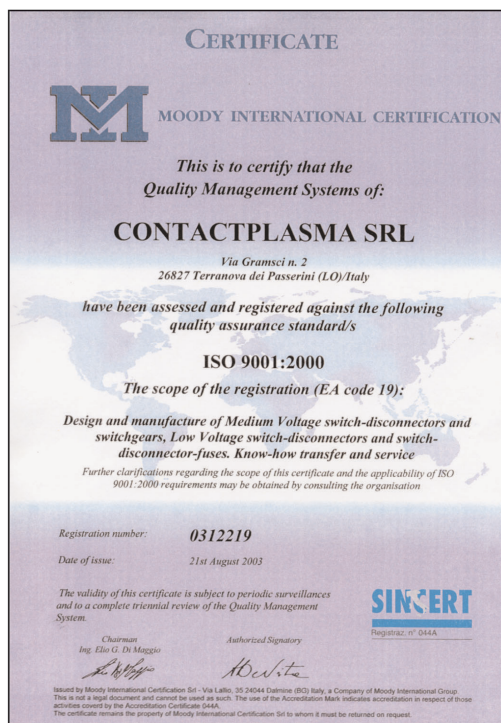 CERTIFICATE
MI
MOODY INTERNATIONAL CERTIFICATION
This is to certify that the
Quality Management Systems of:
CONTACTPLASMA SRL
Via Gramsci n. 2
26827 Terranova dei Passerini (LO)/Italy
have been assessed and registered against the following
quality assurance standard/s
ISO 9001:2000
The scope of the registration (EA code 19):
Design and manufacture of Medium Voltage switch-disconnectors and
switchgears, Low Voltage switch-disconnectors and switch-
disconnector-fuses. Know-how transfer and service
Further clarifications regarding the scope of this certificate and the applicability of ISO
9001:2000 requirements may be obtained by consulting the organisation
Registration number: 0312219
Date of issue: 21st August 2003
The validity of this certificate is subject to periodic surveillances
and to a complete triennial review of the Quality Management
System.
SINCERT
Registraz. n° 044A
Chairman Authorized Signatory
Ing. Elio G. Di Maggio
Issued by Moody International Certification Srl - Via Lallio, 35 24044 Dalmine (BG) Italy, a Company of Moody International Group
This is not a legal document and cannot be used as such. The use of the Accreditation Mark indicates accreditation in respect of those
activities covered by the Accreditation Certificate 044A.
The certificate remains the property of Moody International Certification Srl to whom it must be returned on request.